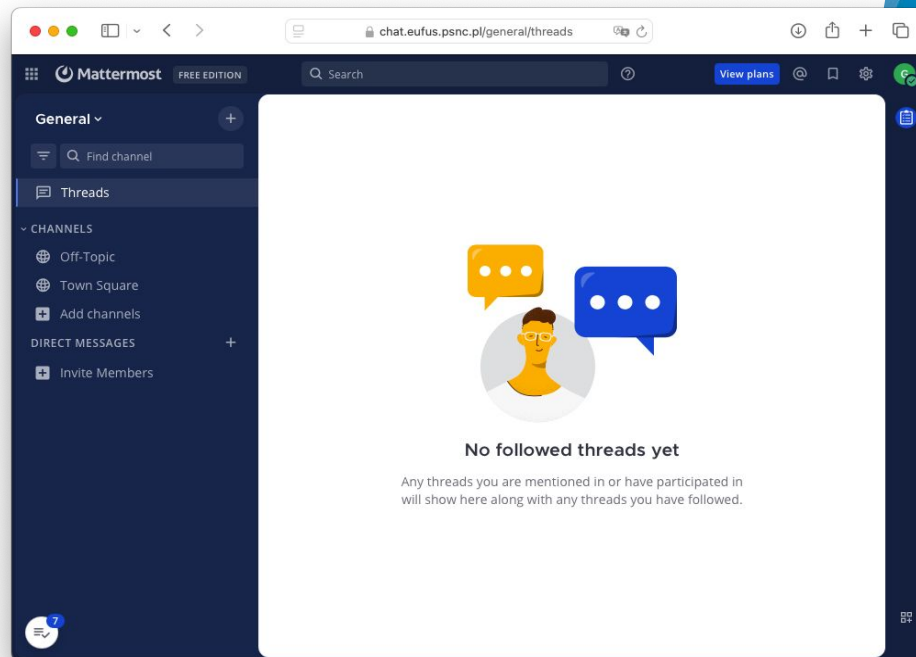 chat.eufus.psnc.pl/general/threads
Mattermost FREE EDITION
Search
View plans
G
General
Find channel
Threads
CHANNELS
Off-Topic
Town Square
Add channels
DIRECT MESSAGES
Invite Members
No followed threads yet
Any threads you are mentioned in or have participated in
will show here along with any threads you have followed.
7